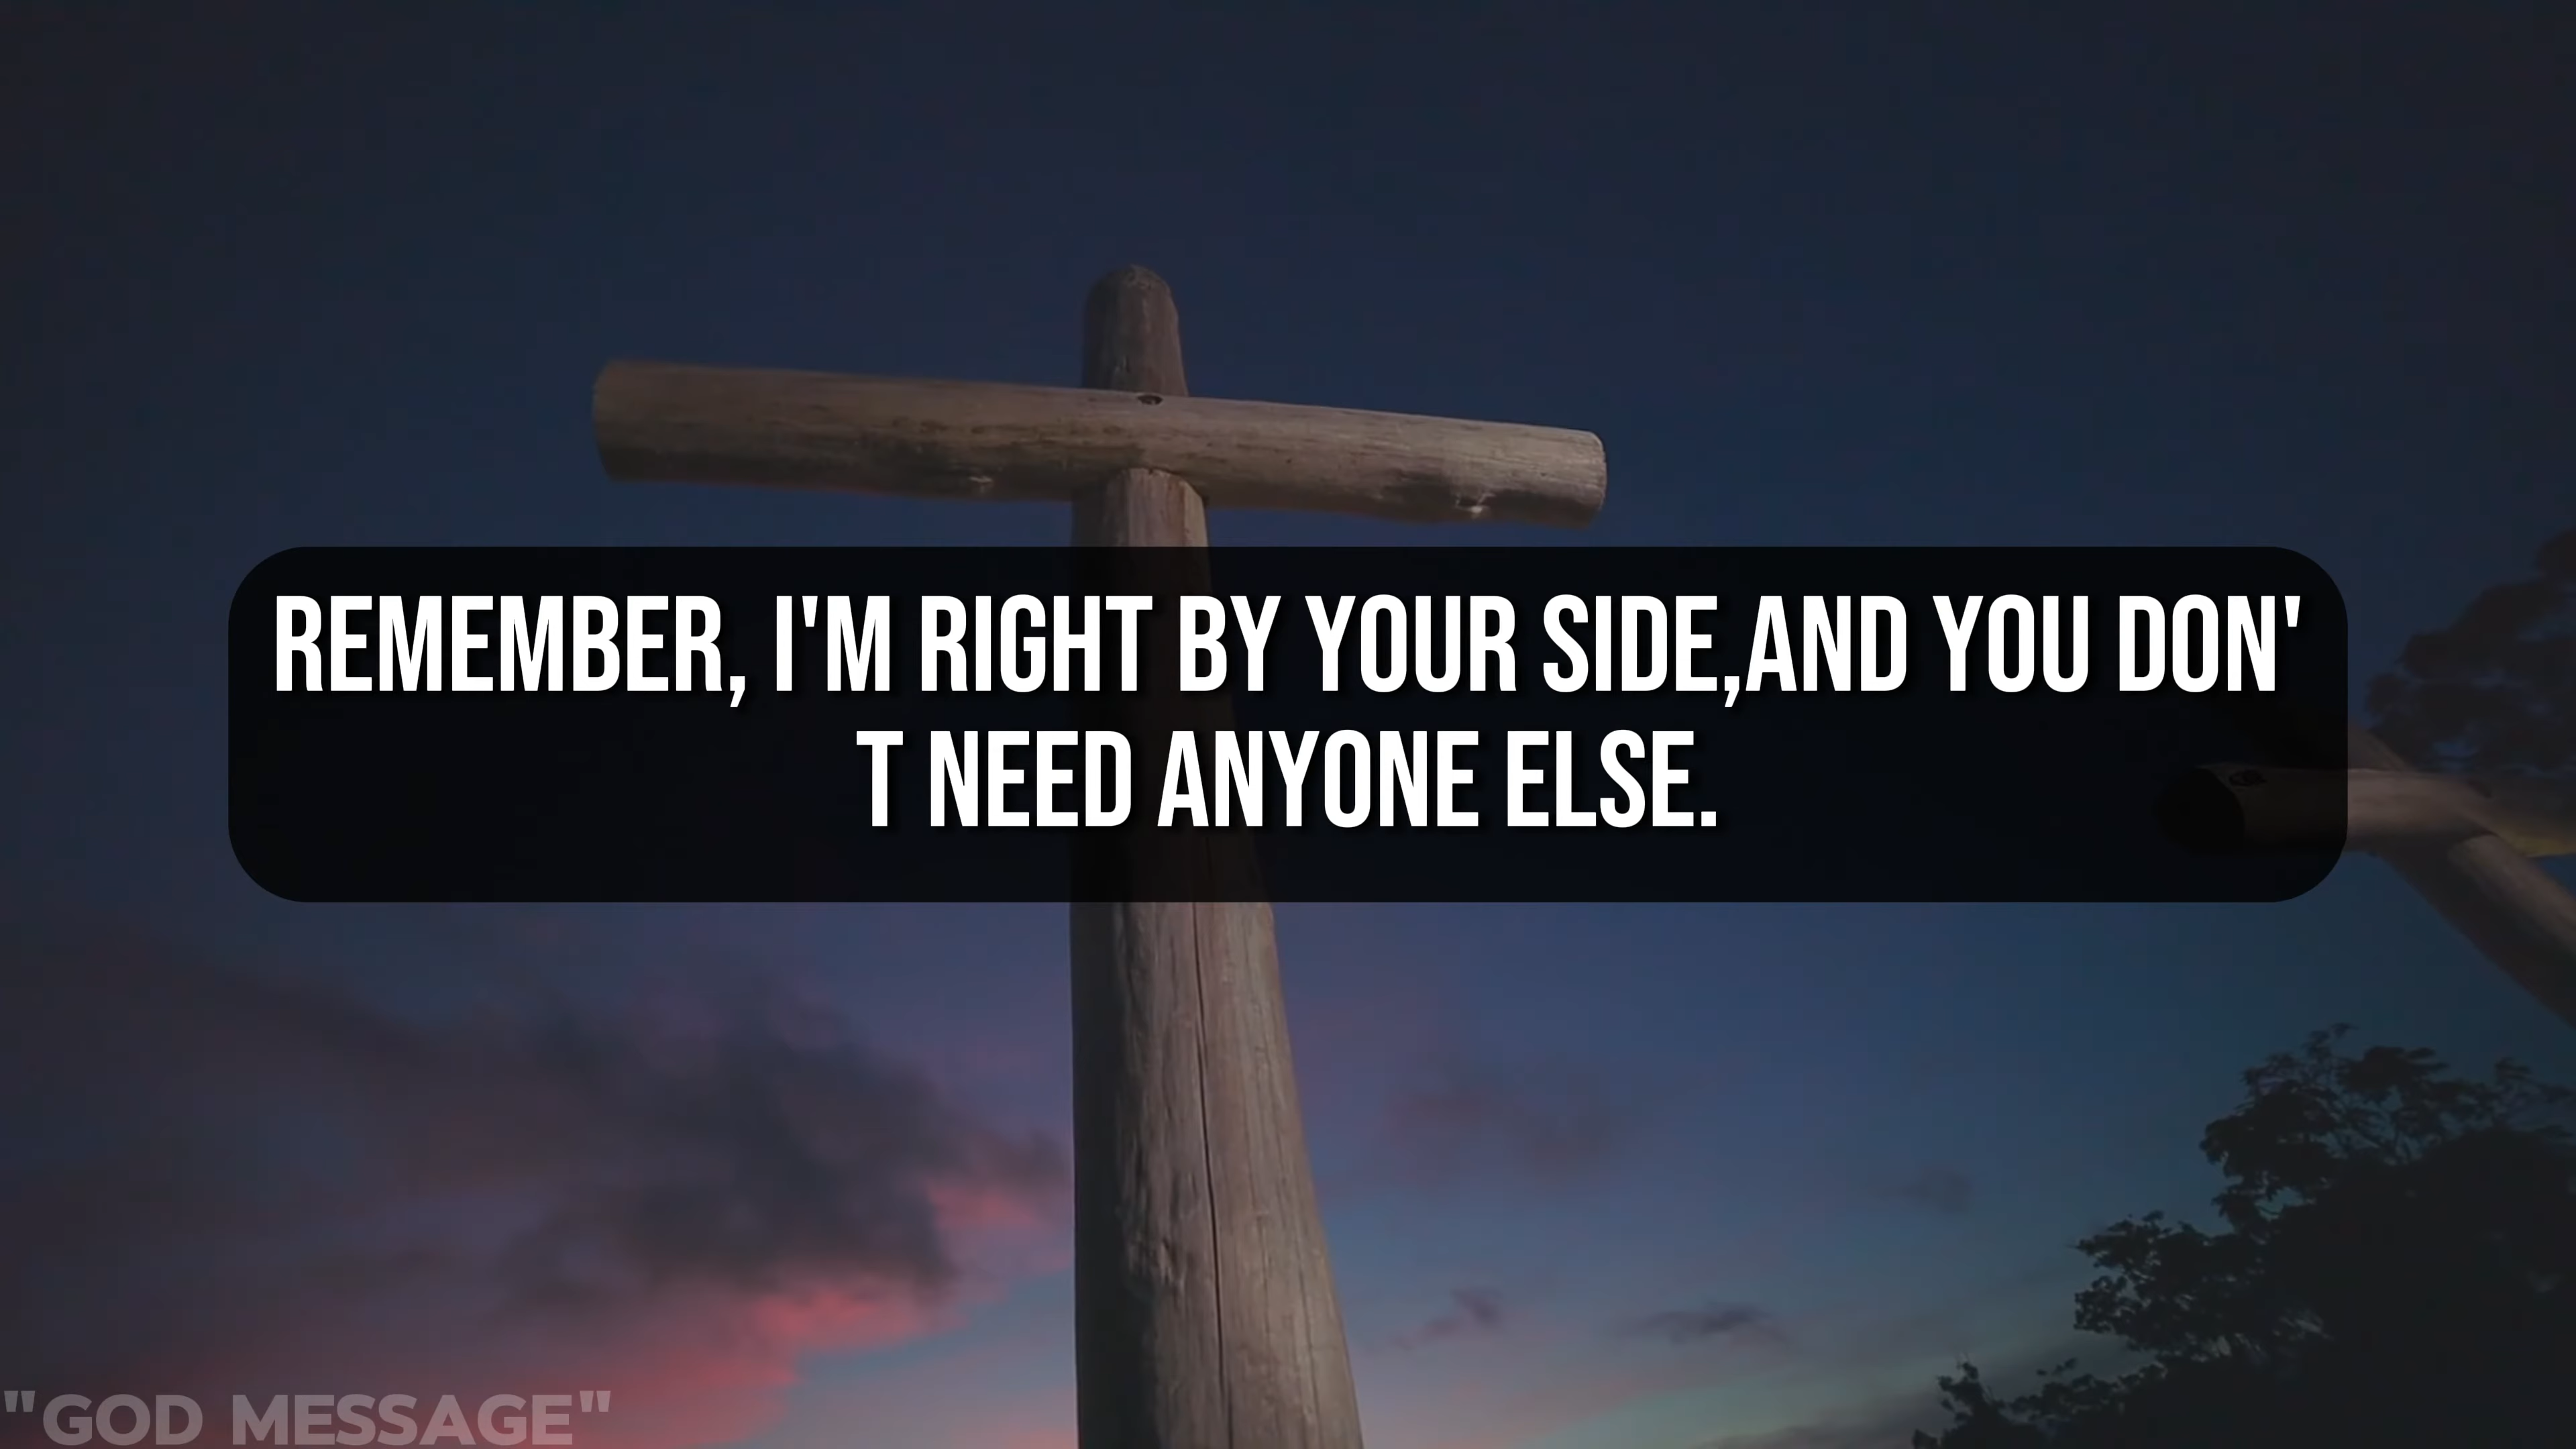 REMEMBER, I'M RIGHT BY YOUR SIDE,AND YOU DON'
T NEED ANYONE ELSE.
"GOD MESSAGE"